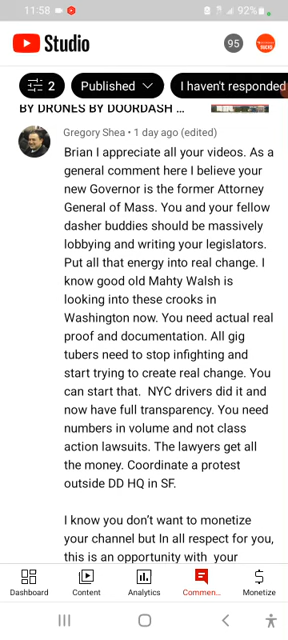 11:58
92%
Studio
95
2
Published
I haven't responded
BY DRONES BY DOORDASH ...
Gregory Shea • 1 day ago (edited)
Brian I appreciate all your videos. As a
general comment here I believe your
new Governor is the former Attorney
General of Mass. You and your fellow
dasher buddies should be massively
lobbying and writing your legislators.
Put all that energy into real change. I
know good old Mahty Walsh is
looking into these crooks in
Washington now. You need actual real
proof and documentation. All gig
tubers need to stop infighting and
start trying to create real change. You
can start that.  NYC drivers did it and
now have full transparency. You need
numbers in volume and not class
action lawsuits. The lawyers get all
the money. Coordinate a protest
outside DD HQ in SF.
I know you don't want to monetize
your channel but In all respect for you,
this is an opportunity with  your
Dashboard
Content
Analytics
Commen...
Monetize